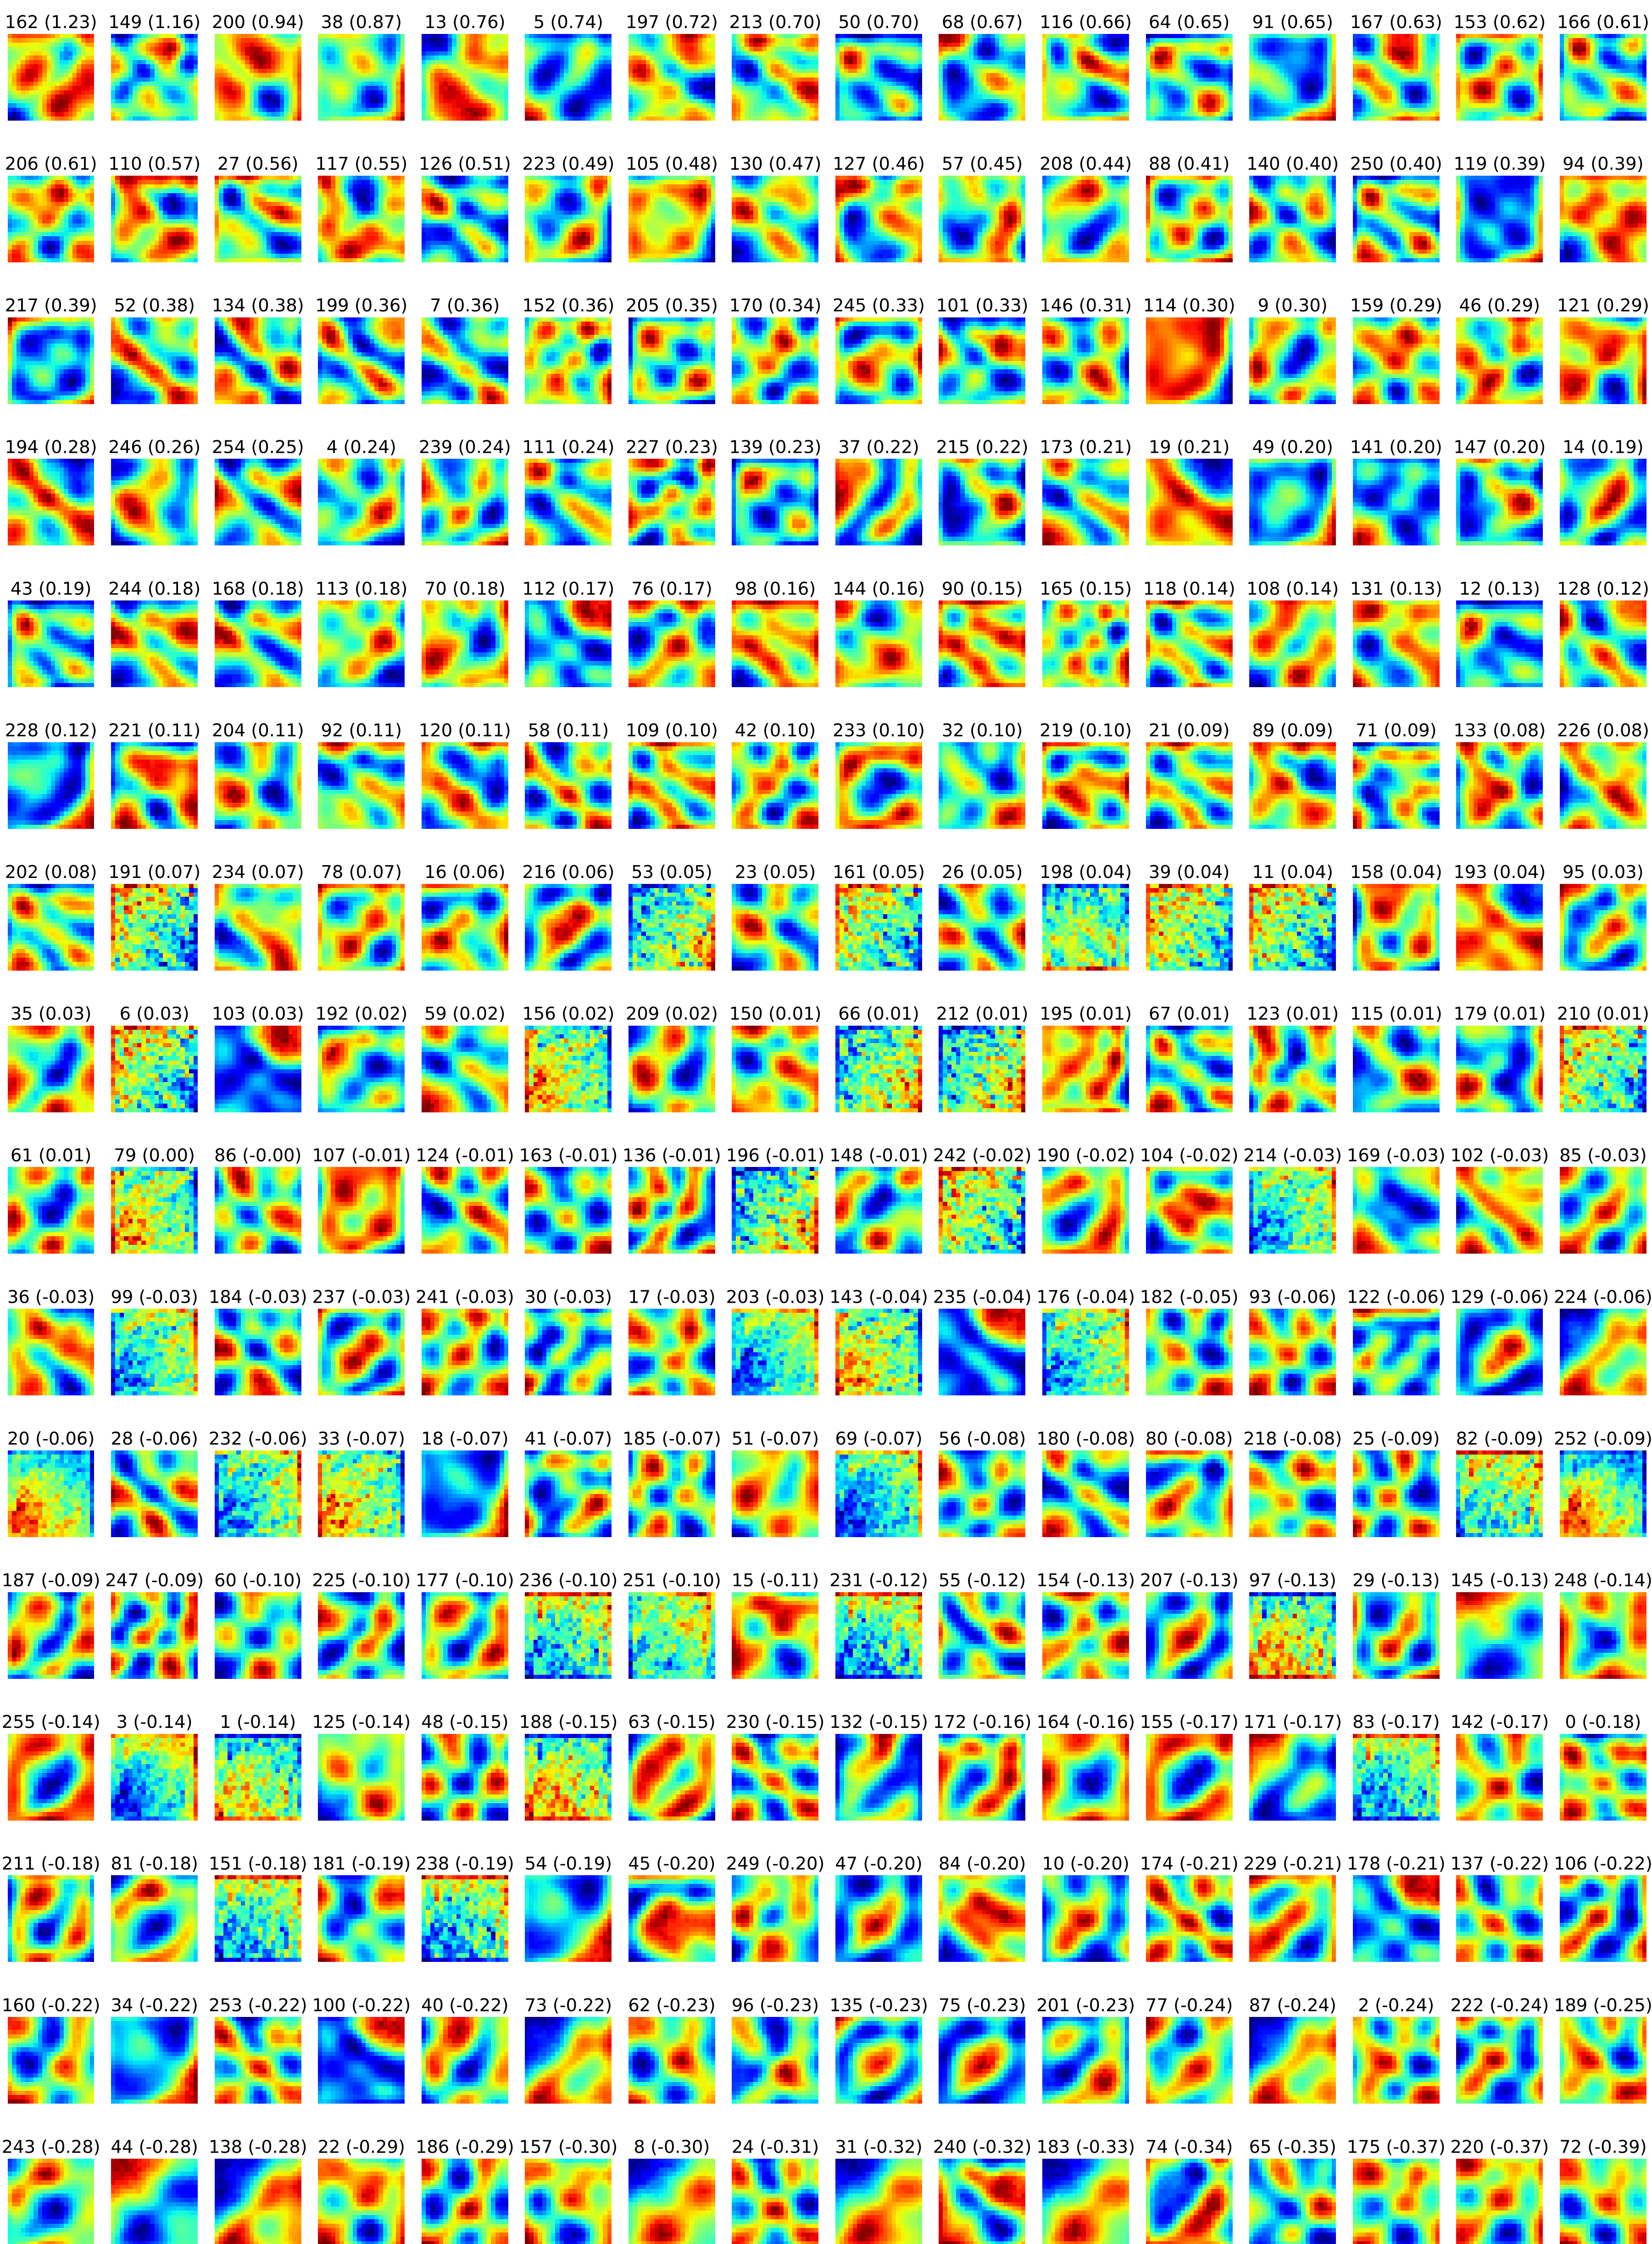 162 (1.23) 149 (1.16) 200 (0.94) 38 (0.87) 13 (0.76) 5 (0.74) 197 (0.72) 213 (0.70) 50 (0.70) 68 (0.67) 116 (0.66) 64 (0.65) 91 (0.65) 167 (0.63) 153 (0.62) 166 (0.61)
206 (0.61) 110 (0.57) 27 (0.56) 117 (0.55) 126 (0.51) 223 (0.49) 105 (0.48) 130 (0.47) 127 (0.46) 57 (0.45) 208 (0.44) 88 (0.41) 140 (0.40) 250 (0.40) 119 (0.39) 94 (0.39)
217 (0.39) 52 (0.38) 134 (0.38) 199 (0.36) 7 (0.36) 152 (0.36) 205 (0.35) 170 (0.34) 245 (0.33) 101 (0.33) 146 (0.31) 114 (0.30) 9 (0.30) 159 (0.29) 46 (0.29) 121 (0.29)
194 (0.28) 246 (0.26) 254 (0.25) 4 (0.24) 239 (0.24) 111 (0.24) 227 (0.23) 139 (0.23) 37 (0.22) 215 (0.22) 173 (0.21) 19 (0.21) 49 (0.20) 141 (0.20) 147 (0.20) 14 (0.19)
43 (0.19) 244 (0.18) 168 (0.18) 113 (0.18) 70 (0.18) 112 (0.17) 76 (0.17) 98 (0.16) 144 (0.16) 90 (0.15) 165 (0.15) 118 (0.14) 108 (0.14) 131 (0.13) 12 (0.13) 128 (0.12)
228 (0.12) 221 (0.11) 204 (0.11) 92 (0.11) 120 (0.11) 58 (0.11) 109 (0.10) 42 (0.10) 233 (0.10) 32 (0.10) 219 (0.10) 21 (0.09) 89 (0.09) 71 (0.09) 133 (0.08) 226 (0.08)
202 (0.08) 191 (0.07) 234 (0.07) 78 (0.07) 16 (0.06) 216 (0.06) 53 (0.05) 23 (0.05) 161 (0.05) 26 (0.05) 198 (0.04) 39 (0.04) 11 (0.04) 158 (0.04) 193 (0.04) 95 (0.03)
35 (0.03) 6 (0.03) 103 (0.03) 192 (0.02) 59 (0.02) 156 (0.02) 209 (0.02) 150 (0.01) 66 (0.01) 212 (0.01) 195 (0.01) 67 (0.01) 123 (0.01) 115 (0.01) 179 (0.01) 210 (0.01)
61 (0.01) 79 (0.00) 86 (-0.00) 107 (-0.01) 124 (-0.01) 163 (-0.01) 136 (-0.01) 196 (-0.01) 148 (-0.01) 242 (-0.02) 190 (-0.02) 104 (-0.02) 214 (-0.03) 169 (-0.03) 102 (-0.03) 85 (-0.03)
36 (-0.03) 99 (-0.03) 184 (-0.03) 237 (-0.03) 241 (-0.03) 30 (-0.03) 17 (-0.03) 203 (-0.03) 143 (-0.04) 235 (-0.04) 176 (-0.04) 182 (-0.05) 93 (-0.06) 122 (-0.06) 129 (-0.06) 224 (-0.06)
20 (-0.06) 28 (-0.06) 232 (-0.06) 33 (-0.07) 18 (-0.07) 41 (-0.07) 185 (-0.07) 51 (-0.07) 69 (-0.07) 56 (-0.08) 180 (-0.08) 80 (-0.08) 218 (-0.08) 25 (-0.09) 82 (-0.09) 252 (-0.09)
187 (-0.09) 247 (-0.09) 60 (-0.10) 225 (-0.10) 177 (-0.10) 236 (-0.10) 251 (-0.10) 15 (-0.11) 231 (-0.12) 55 (-0.12) 154 (-0.13) 207 (-0.13) 97 (-0.13) 29 (-0.13) 145 (-0.13) 248 (-0.14)
255 (-0.14) 3 (-0.14) 1 (-0.14) 125 (-0.14) 48 (-0.15) 188 (-0.15) 63 (-0.15) 230 (-0.15) 132 (-0.15) 172 (-0.16) 164 (-0.16) 155 (-0.17) 171 (-0.17) 83 (-0.17) 142 (-0.17) 0 (-0.18)
211 (-0.18) 81 (-0.18) 151 (-0.18) 181 (-0.19) 238 (-0.19) 54 (-0.19) 45 (-0.20) 249 (-0.20) 47 (-0.20) 84 (-0.20) 10 (-0.20) 174 (-0.21) 229 (-0.21) 178 (-0.21) 137 (-0.22) 106 (-0.22)
160 (-0.22) 34 (-0.22) 253 (-0.22) 100 (-0.22) 40 (-0.22) 73 (-0.22) 62 (-0.23) 96 (-0.23) 135 (-0.23) 75 (-0.23) 201 (-0.23) 77 (-0.24) 87 (-0.24) 2 (-0.24) 222 (-0.24) 189 (-0.25)
243 (-0.28) 44 (-0.28) 138 (-0.28) 22 (-0.29) 186 (-0.29) 157 (-0.30) 8 (-0.30) 24 (-0.31) 31 (-0.32) 240 (-0.32) 183 (-0.33) 74 (-0.34) 65 (-0.35) 175 (-0.37) 220 (-0.37) 72 (-0.39)